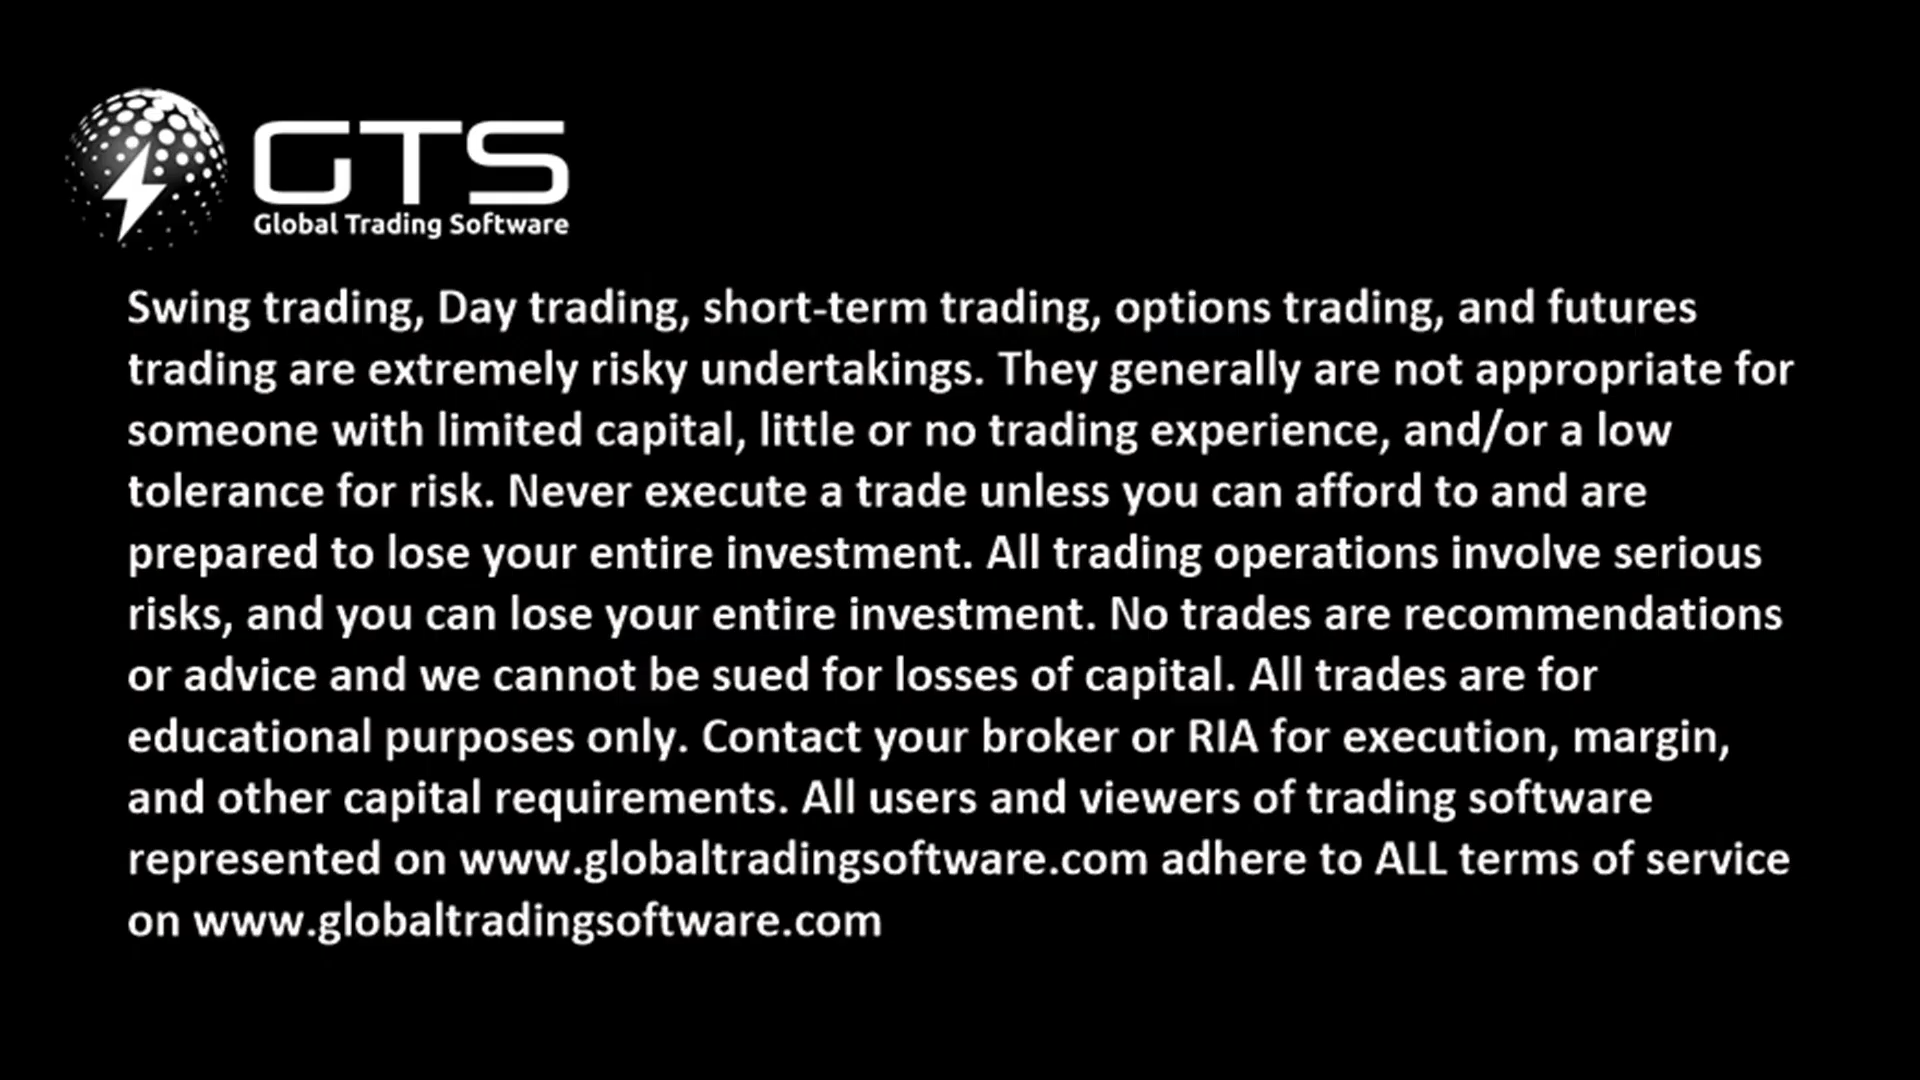 GTS
Global Trading Software
Swing trading, Day trading, short-term trading, options trading, and futures
trading are extremely risky undertakings. They generally are not appropriate for
someone with limited capital, little or no trading experience, and/or a low
tolerance for risk. Never execute a trade unless you can afford to and are
prepared to lose your entire investment. All trading operations involve serious
risks, and you can lose your entire investment. No trades are recommendations
or advice and we cannot be sued for losses of capital. All trades are for
educational purposes only. Contact your broker or RIA for execution, margin,
and other capital requirements. All users and viewers of trading software
represented on www.globaltradingsoftware.com adhere to ALL terms of service
on www.globaltradingsoftware.com